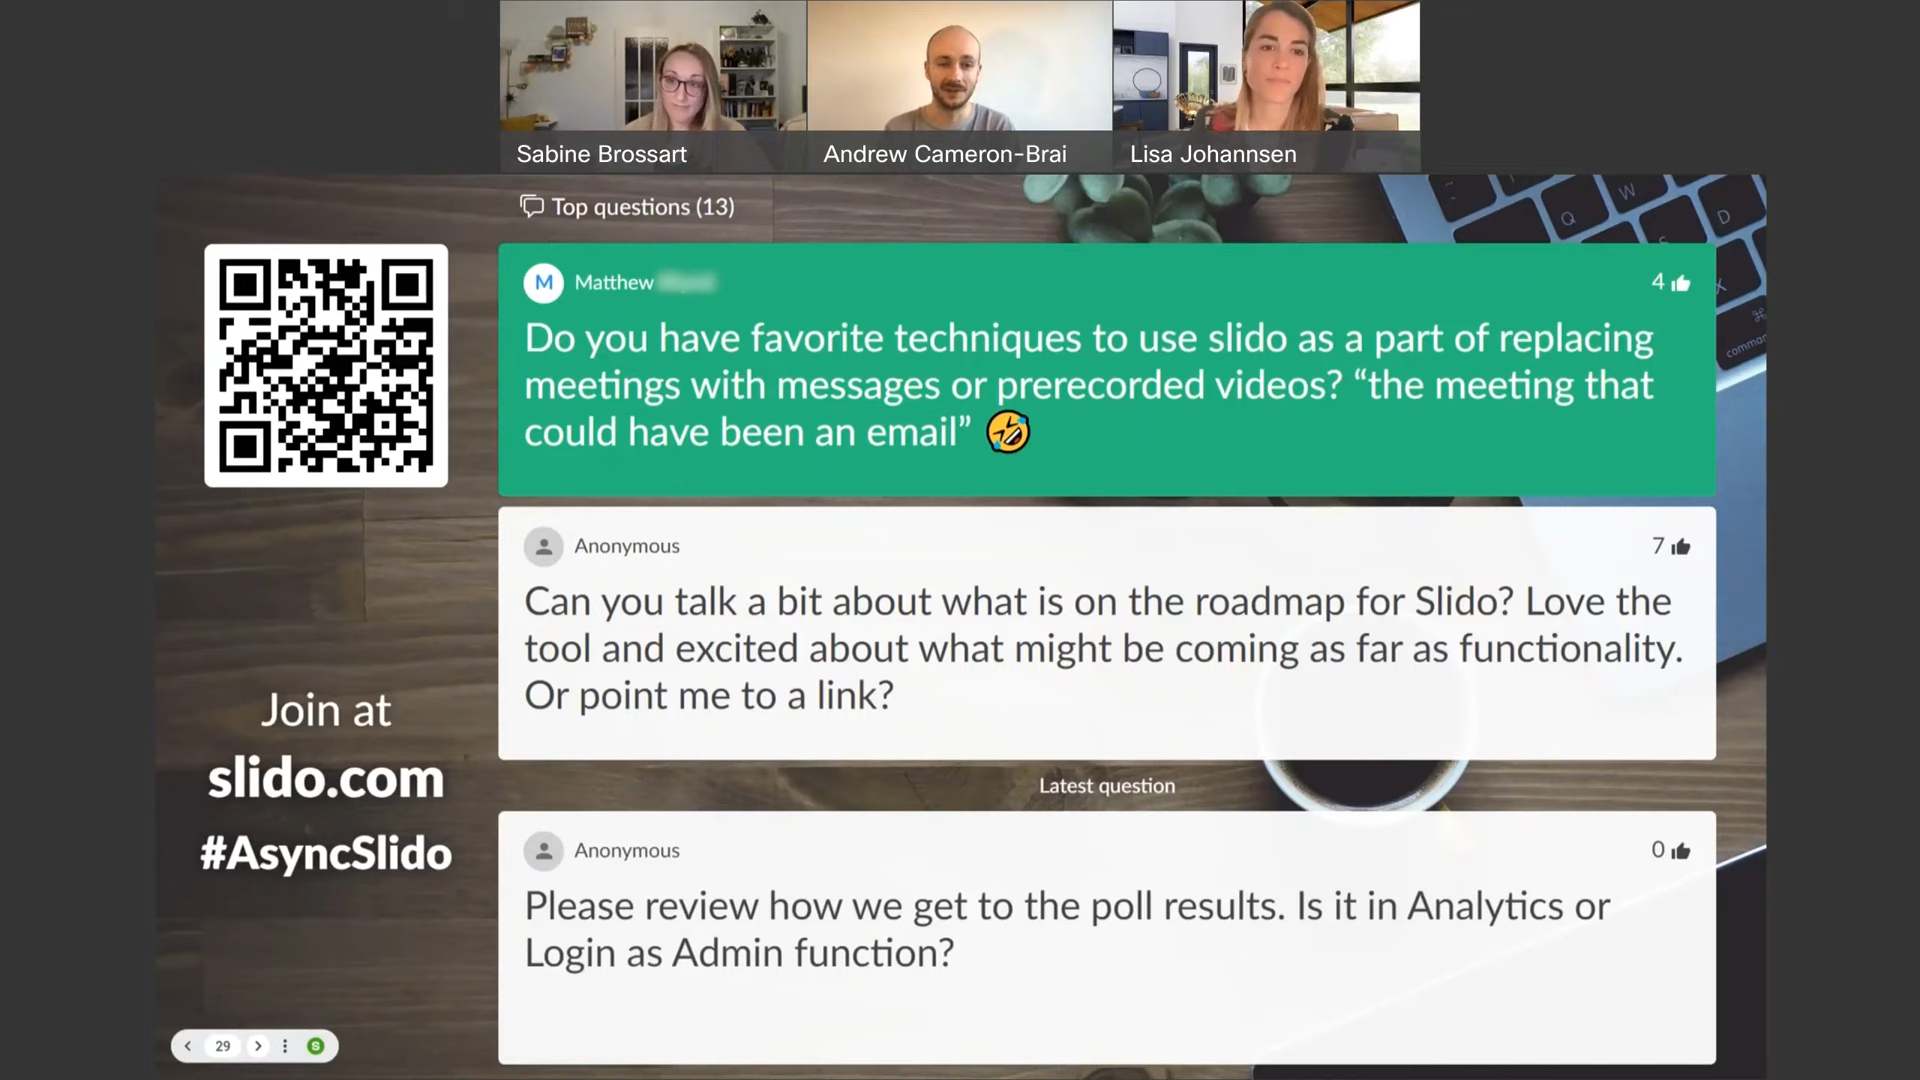 Sabine Brossart
Andrew Cameron-Brai
Lisa Johannsen
Top questions (13)
M
Matthew
4
Do you have favorite techniques to use slido as a part of replacing
meetings with messages or prerecorded videos? “the meeting that
could have been an email” 🤣
Anonymous
7
Can you talk a bit about what is on the roadmap for Slido? Love the
tool and excited about what might be coming as far as functionality.
Or point me to a link?
Latest question
Anonymous
0
Please review how we get to the poll results. Is it in Analytics or
Login as Admin function?
Join at
slido.com
#AsyncSlido
29
S
Q
W
D
X